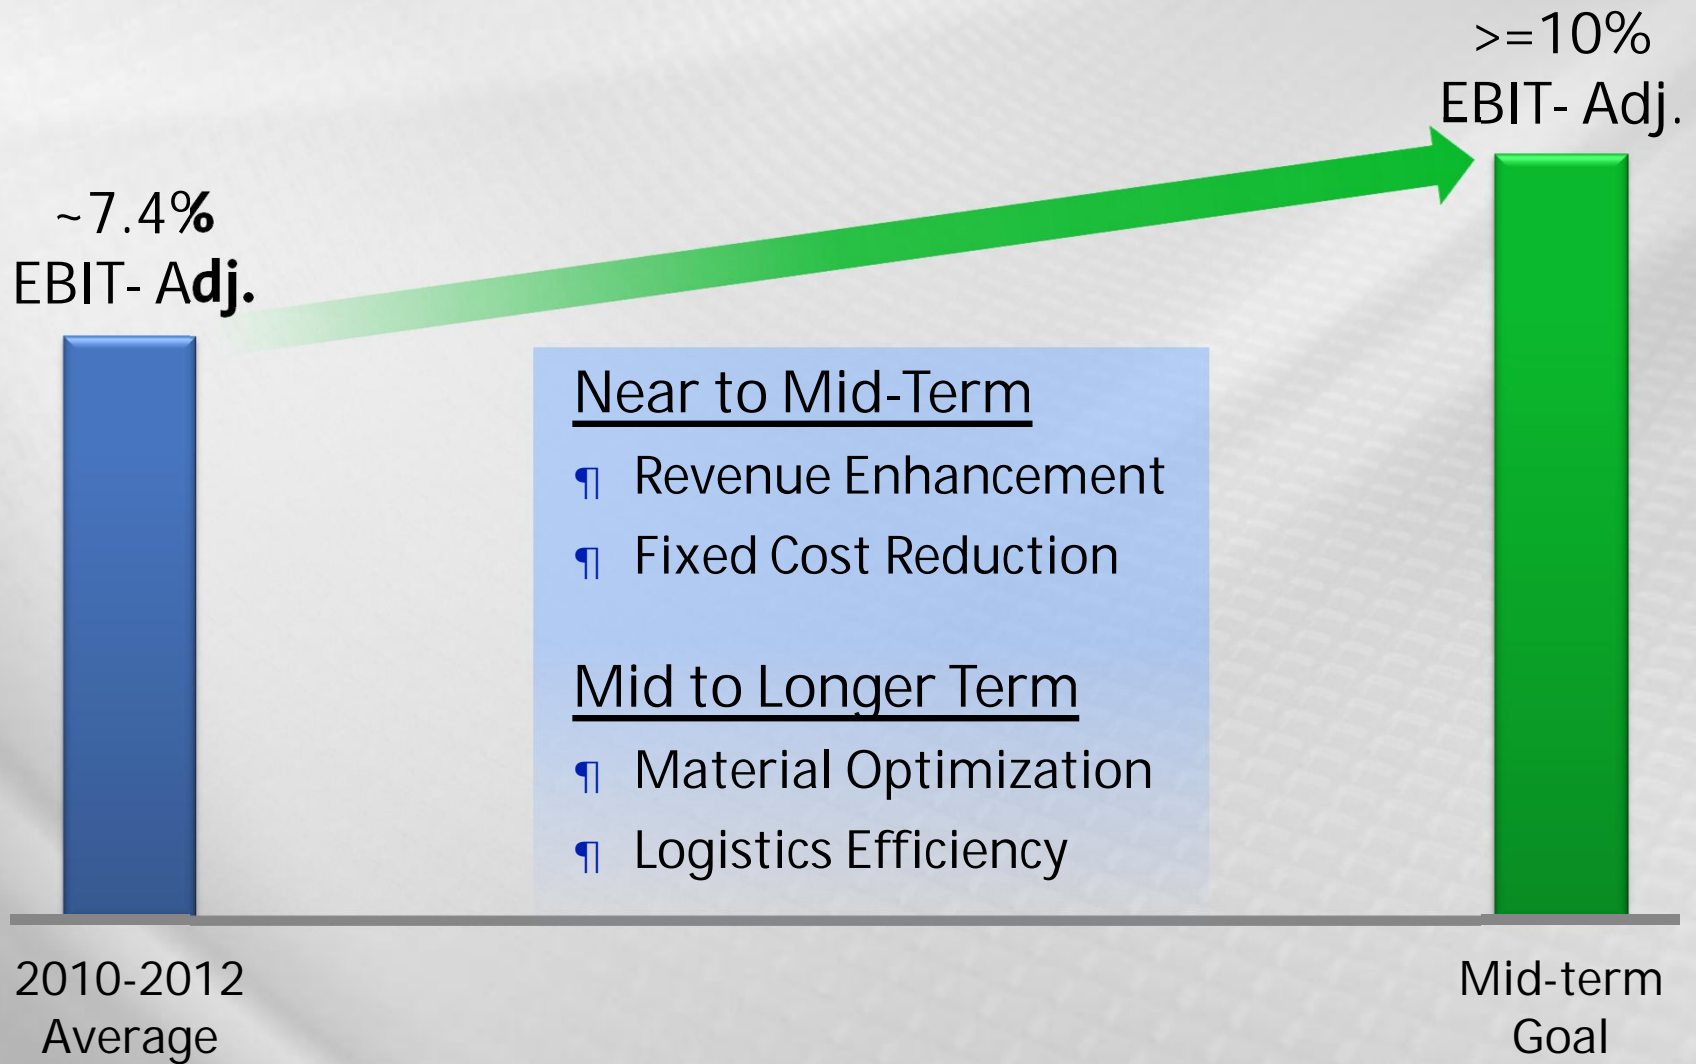 >=10%
EBIT- Adj.
~7.4%
EBIT- Adj.
Near to Mid-Term
¶ Revenue Enhancement
¶ Fixed Cost Reduction
Mid to Longer Term
¶ Material Optimization
¶ Logistics Efficiency
2010-2012
Average
Mid-term
Goal